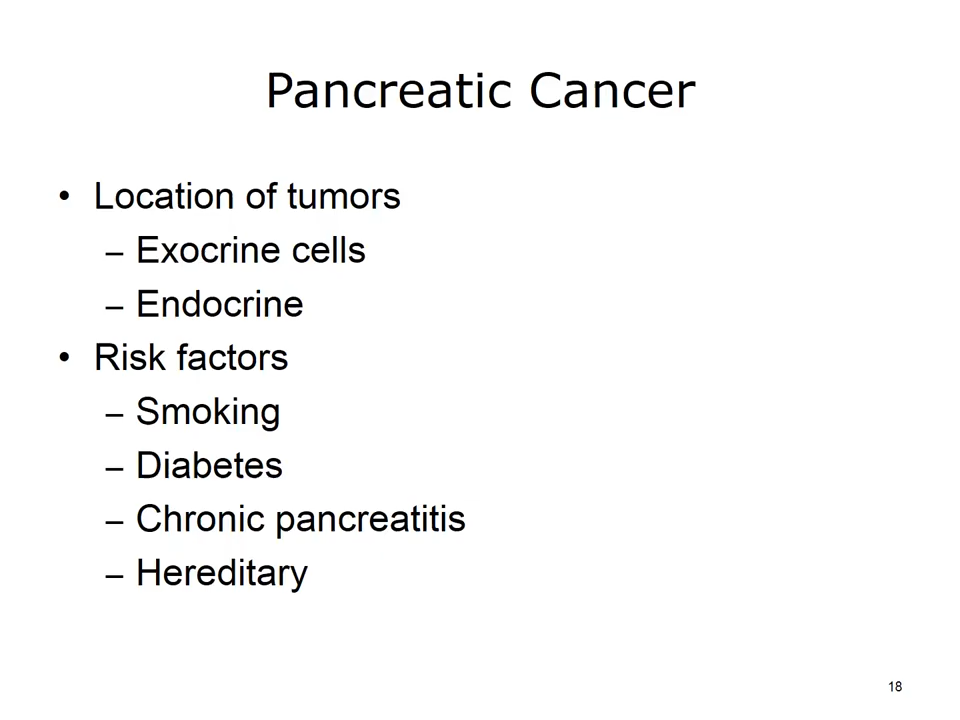 Pancreatic Cancer
• Location of tumors
– Exocrine cells
– Endocrine
• Risk factors
– Smoking
– Diabetes
– Chronic pancreatitis
– Hereditary
18